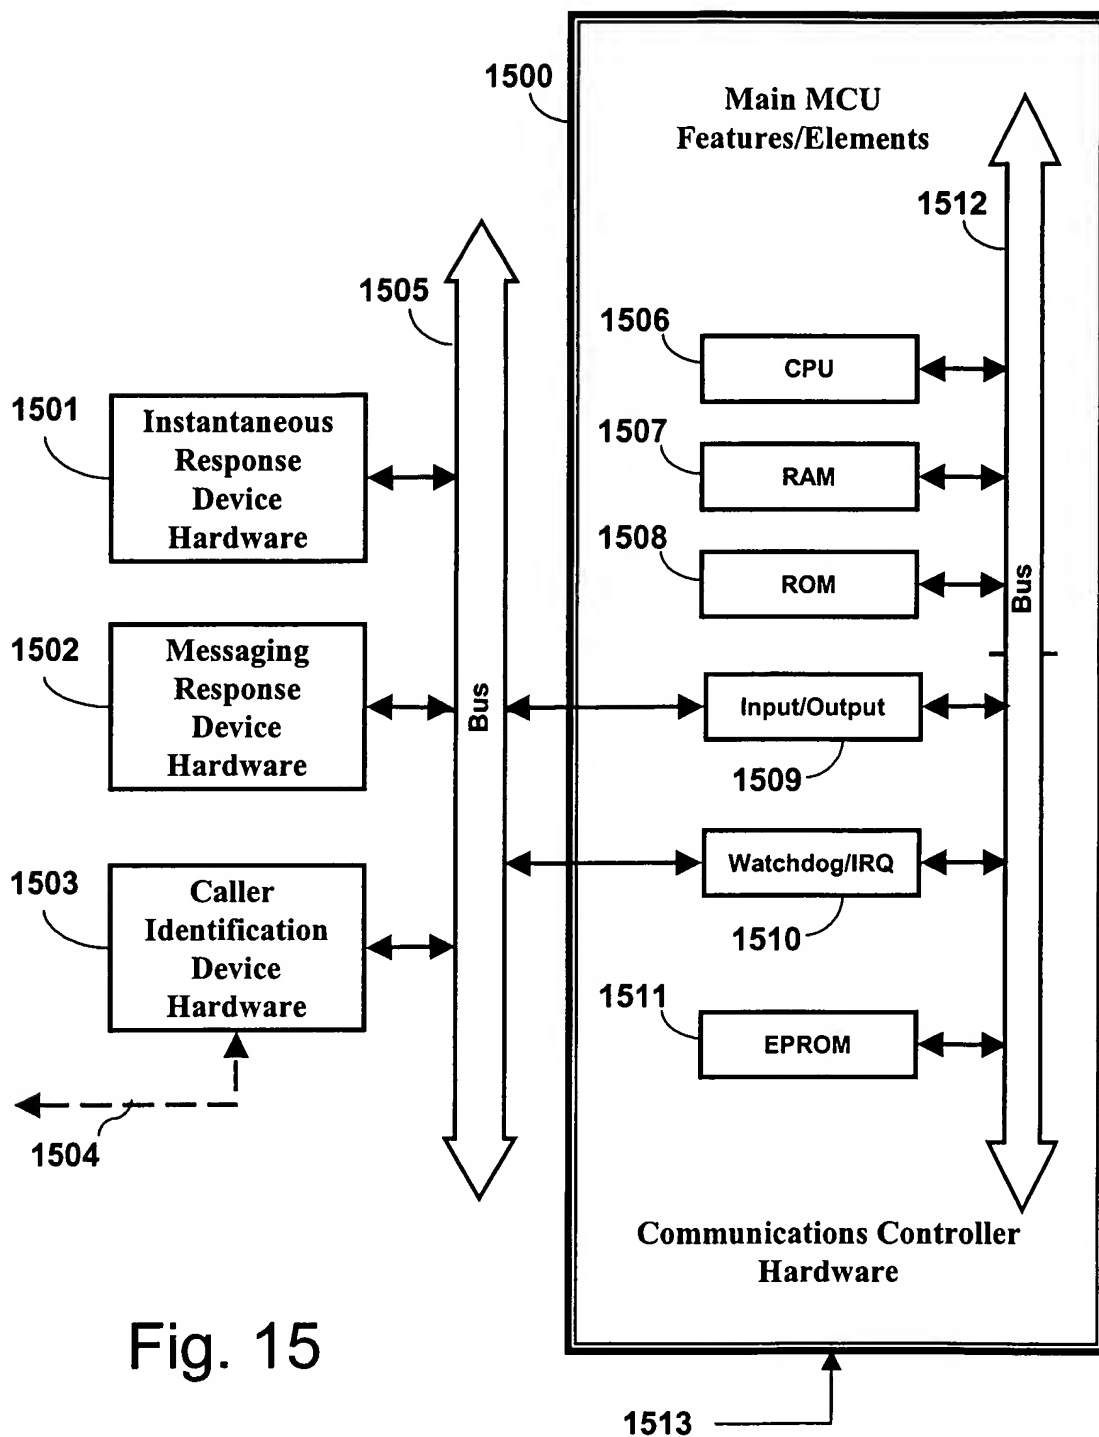 1500
Main MCU
Features/Elements
1512
1505
1506
CPU
1501
Instantaneous
Response
Device
Hardware
1507
RAM
1508
ROM
Bus
1502
Messaging
Response
Device
Hardware
Bus
Input/Output
1509
1503
Caller
Identification
Device
Hardware
Watchdog/IRQ
1510
1511
EPROM
1504
Communications Controller
Hardware
Fig. 15
1513